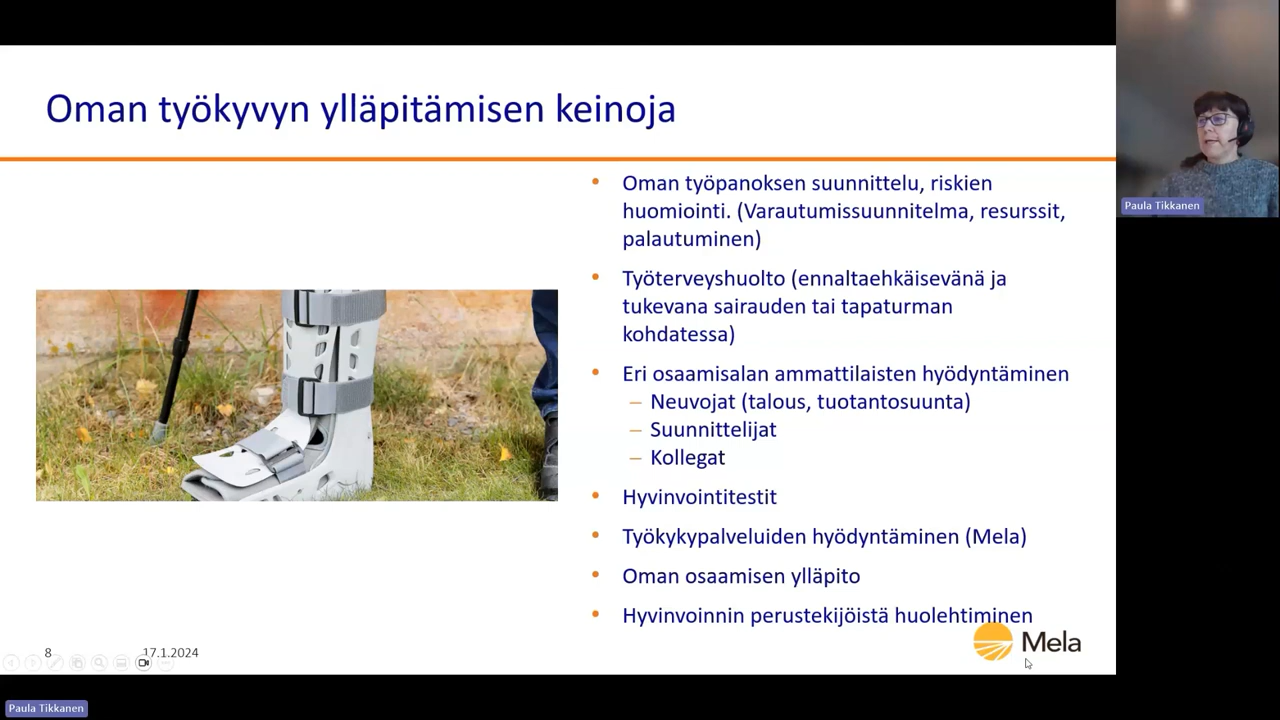 Oman työkyvyn ylläpitämisen keinoja
• Oman työpanoksen suunnittelu, riskien
huomiointi. (Varautumissuunnitelma, resurssit,
palautuminen)
• Työterveyshuolto (ennaltaehkäisevänä ja
tukevana sairauden tai tapaturman
kohdatessa)
• Eri osaamisalan ammattilaisten hyödyntäminen
– Neuvojat (talous, tuotantosuunta)
– Suunnittelijat
– Kollegat
• Hyvinvointitestit
• Työkykypalveluiden hyödyntäminen (Mela)
• Oman osaamisen ylläpito
• Hyvinvoinnin perustekijöistä huolehtiminen
Mela
8
17.1.2024
Paula Tikkanen
Paula Tikkanen